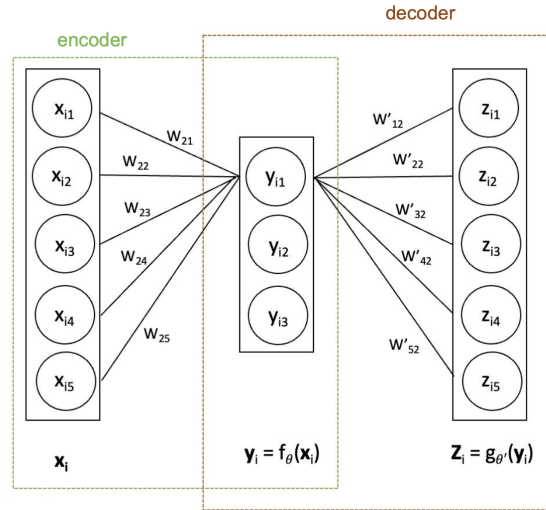 decoder
encoder
x_i1
x_i2
x_i3
x_i4
x_i5
W_21
W_22
W_23
W_24
W_25
y_i1
y_i2
y_i3
W'_12
W'_22
W'_32
W'_42
W'_52
z_i1
z_i2
z_i3
z_i4
z_i5
x_i
y_i = f_θ(x_i)
Z_i = g_θ'(y_i)